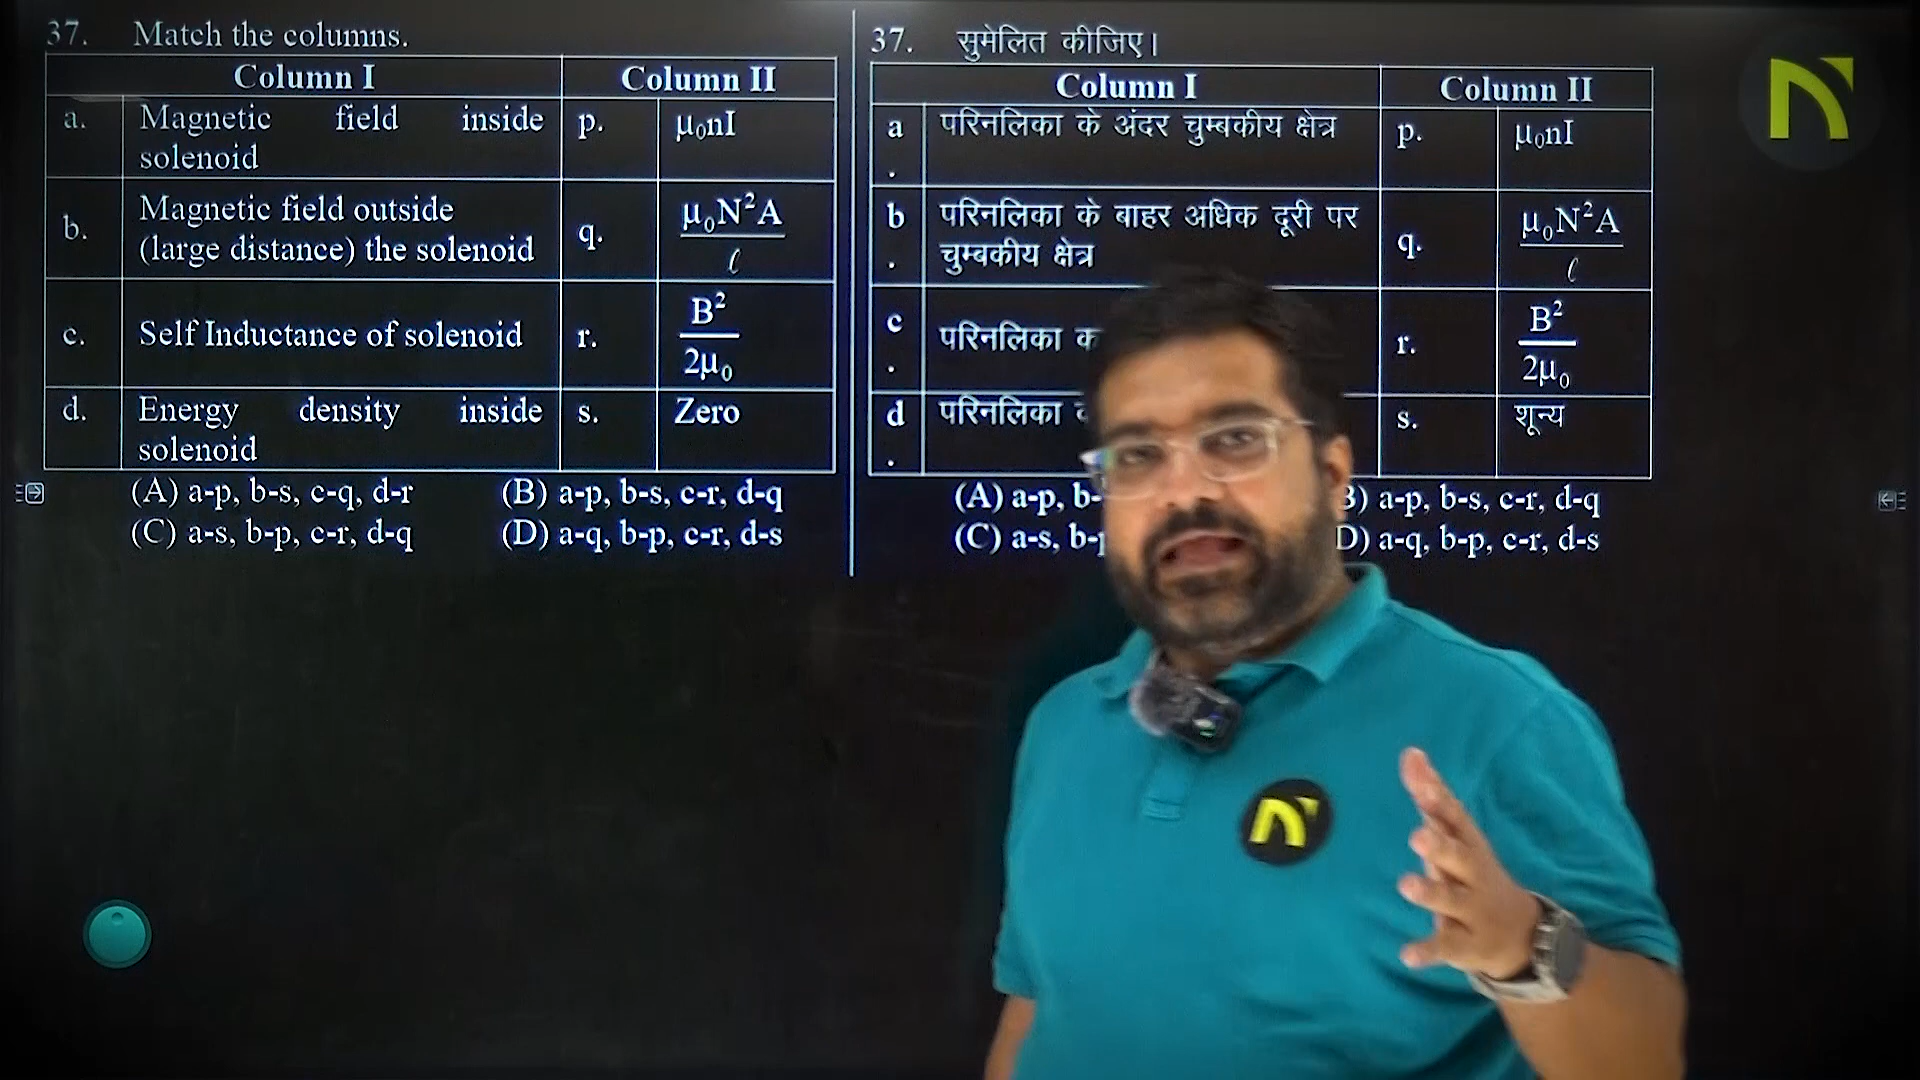 37. Match the columns.
Column I Column II
a. Magnetic field inside solenoid p. μ₀nI
b. Magnetic field outside (large distance) the solenoid q. μ₀N²A / ℓ
c. Self Inductance of solenoid r. B² / 2μ₀
d. Energy density inside solenoid s. Zero
(A) a-p, b-s, c-q, d-r (B) a-p, b-s, c-r, d-q
(C) a-s, b-p, c-r, d-q (D) a-q, b-p, c-r, d-s
37. सुमेलित कीजिए।
Column I Column II
a. परिनलिका के अंदर चुम्बकीय क्षेत्र p. μ₀nI
b. परिनलिका के बाहर अधिक दूरी पर चुम्बकीय क्षेत्र q. μ₀N²A / ℓ
c. परिनलिका r. B² / 2μ₀
d. परिनलिका s. शून्य
(A) a-p, B) a-p, b-s, c-r, d-q
(C) a-s, D) a-q, b-p, c-r, d-s